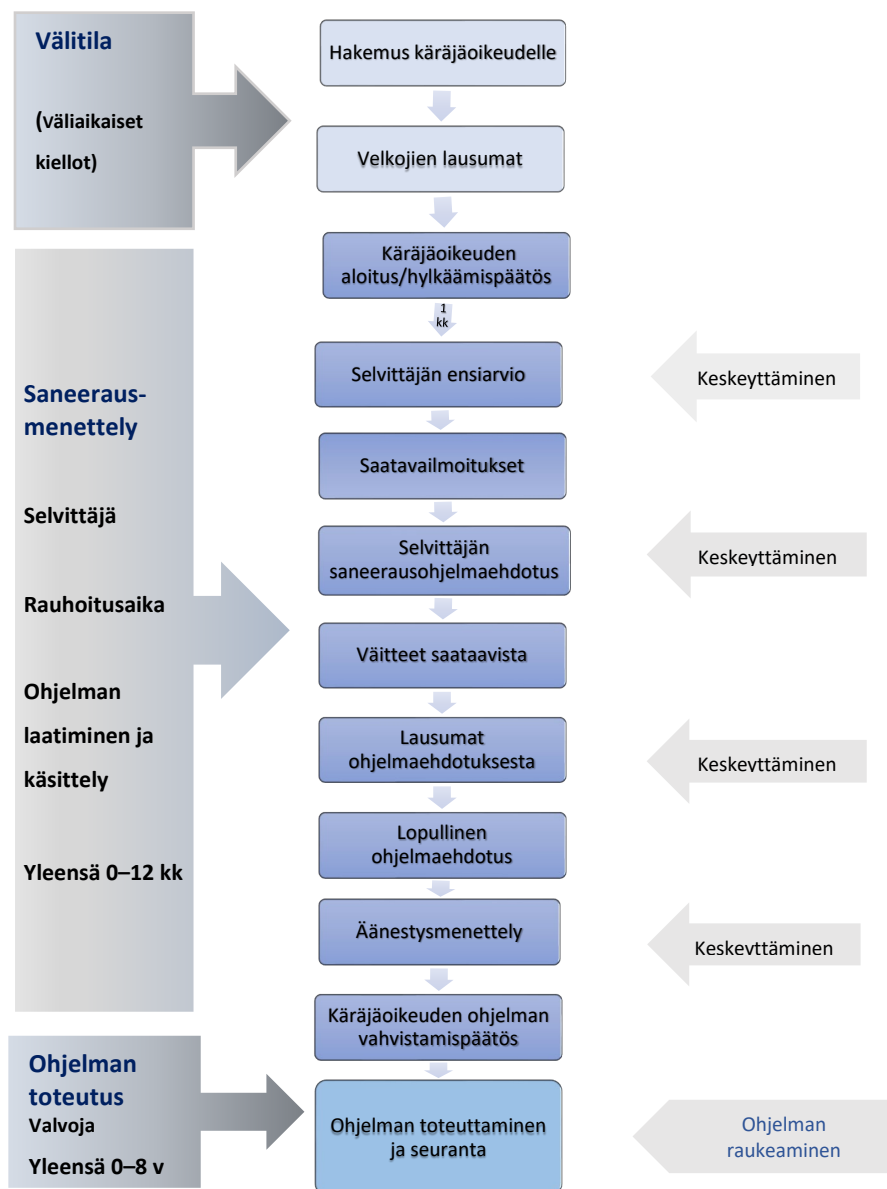 Välitila
(Väliaikaiset
kiellot)
Hakemus käräjäoikeudelle
Velkojien lausumat
Käräjäoikeuden
aloitus/hylkäämispäätös
1
kk
Saneeraus-
menettely
Selvittäjä
Rauhoitusaika
Ohjelman
laatiminen ja
käsittely
Yleensä 0–12 kk
Selvittäjän ensiarvio
Keskeyttäminen
Saatavailmoitukset
Selvittäjän
saneerausohjelmaehdotus
Keskeyttäminen
Väitteet saataavista
Lausumat
ohjelmaehdotuksesta
Keskeyttäminen
Lopullinen
ohjelmaehdotus
Äänestysmenettely
Keskeyttäminen
Käräjäoikeuden ohjelman
vahvistamispäätös
Ohjelman
toteutus
Valvoja
Yleensä 0–8 v
Ohjelman toteuttaminen
ja seuranta
Ohjelman
raukeaminen